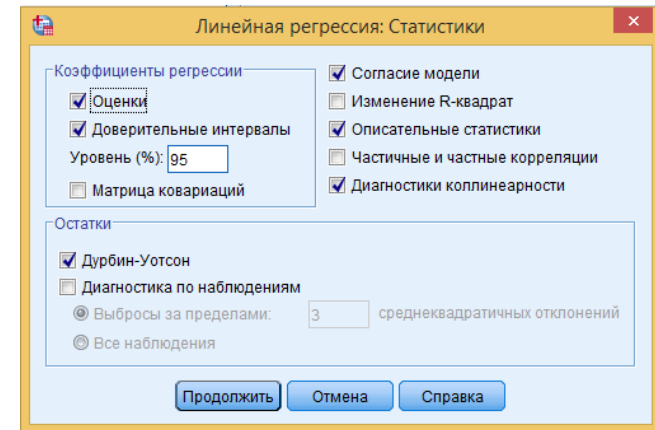 Линейная регрессия: Статистики
Коэффициенты регрессии
Оценки
Доверительные интервалы
Уровень (%): 95
Матрица ковариаций
Согласие модели
Изменение R-квадрат
Описательные статистики
Частичные и частные корреляции
Диагностики коллинеарности
Остатки
Дурбин-Уотсон
Диагностика по наблюдениям
Выбросы за пределами: 3 среднеквадратичных отклонений
Все наблюдения
Продолжить Отмена Справка